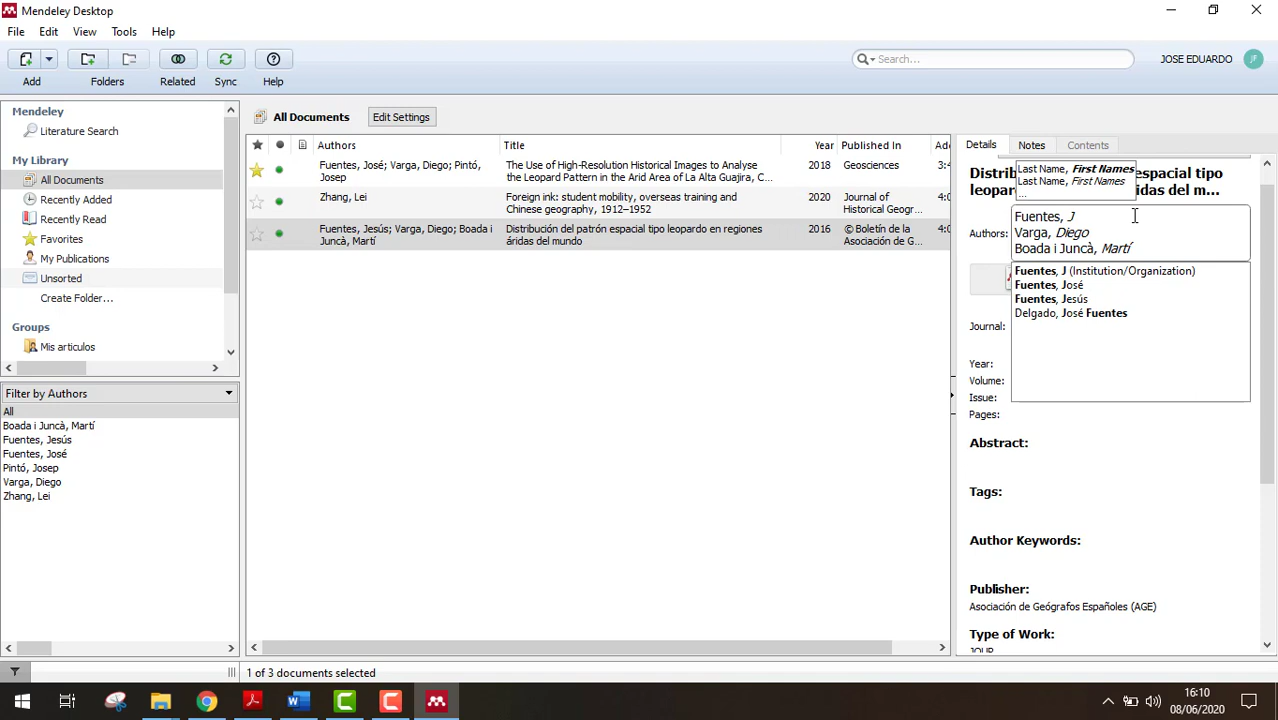 Mendeley Desktop
File Edit View Tools Help
Search...
JOSE EDUARDO JF
Add Folders Related Sync Help
Mendeley
Literature Search
My Library
All Documents
Recently Added
Recently Read
Favorites
My Publications
Unsorted
Create Folder...
Groups
Mis articulos
Filter by Authors
All
Boada i Juncà, Martí
Fuentes, Jesús
Fuentes, José
Pintó, Josep
Varga, Diego
Zhang, Lei
All Documents Edit Settings
Authors Title Year Published In
Fuentes, José; Varga, Diego; Pintó, Josep
The Use of High-Resolution Historical Images to Analyse the Leopard Pattern in the Arid Area of La Alta Guajira, C...
2018 Geosciences 3:4
Zhang, Lei
Foreign ink: student mobility, overseas training and Chinese geography, 1912–1952
2020 Journal of Historical Geogr... 4:0
Fuentes, Jesús; Varga, Diego; Boada i Juncà, Martí
Distribución del patrón espacial tipo leopardo en regiones áridas del mundo
2016 © Boletín de la Asociación de G... 4:0
1 of 3 documents selected
Details Notes Contents
Last Name, First Names
Last Name, First Names
...
espacial tipo
ridas del m...
Authors:
Fuentes, J
Varga, Diego
Boada i Juncà, Martí
Fuentes, J (Institution/Organization)
Fuentes, José
Fuentes, Jesús
Delgado, José Fuentes
Journal:
Year:
Volume:
Issue:
Pages:
Abstract:
Tags:
Author Keywords:
Publisher:
Asociación de Geógrafos Españoles (AGE)
Type of Work:
JOUR
16:10
08/06/2020